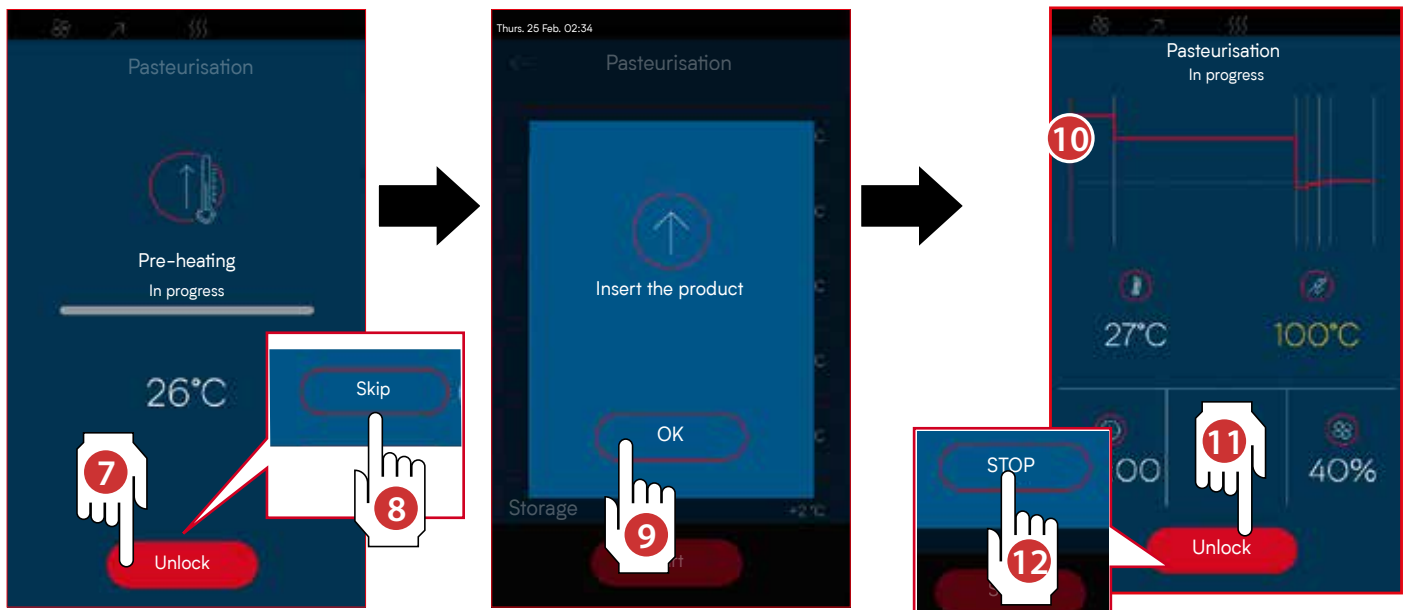 Pasteurisation
Pre-heating
In progress
26°C
Skip
7
8
Unlock
Thurs. 25 Feb. 02:34
Pasteurisation
Insert the product
OK
9
Storage
+2 °C
Pasteurisation
In progress
10
27°C
100°C
11
40%
STOP
12
Unlock